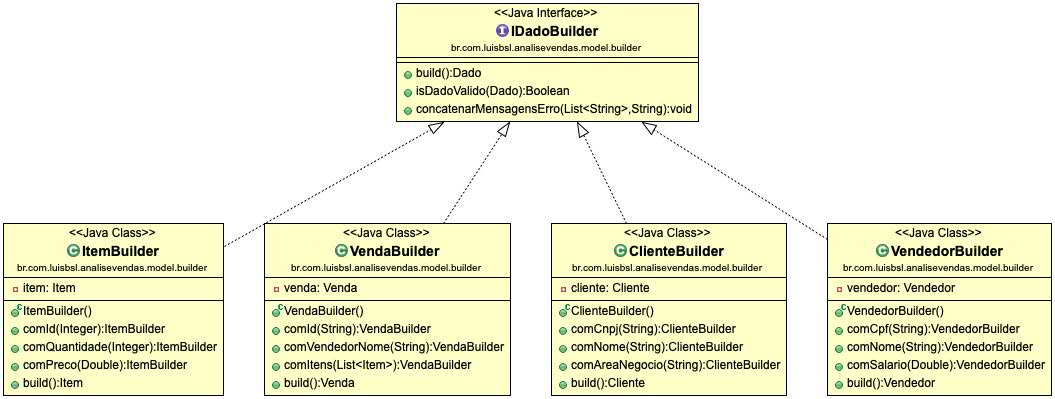 <<Java Interface>>
IDadoBuilder
br.com.luisbsl.analisevendas.model.builder
build():Dado
isDadoValido(Dado):Boolean
concatenarMensagensErro(List<String>,String):void
<<Java Class>>
ItemBuilder
br.com.luisbsl.analisevendas.model.builder
item: Item
ItemBuilder()
comId(Integer):ItemBuilder
comQuantidade(Integer):ItemBuilder
comPreco(Double):ItemBuilder
build():Item
<<Java Class>>
VendaBuilder
br.com.luisbsl.analisevendas.model.builder
venda: Venda
VendaBuilder()
comId(String):VendaBuilder
comVendedorNome(String):VendaBuilder
comItens(List<Item>):VendaBuilder
build():Venda
<<Java Class>>
ClienteBuilder
br.com.luisbsl.analisevendas.model.builder
cliente: Cliente
ClienteBuilder()
comCnpj(String):ClienteBuilder
comNome(String):ClienteBuilder
comAreaNegocio(String):ClienteBuilder
build():Cliente
<<Java Class>>
VendedorBuilder
br.com.luisbsl.analisevendas.model.builder
vendedor: Vendedor
VendedorBuilder()
comCpf(String):VendedorBuilder
comNome(String):VendedorBuilder
comSalario(Double):VendedorBuilder
build():Vendedor